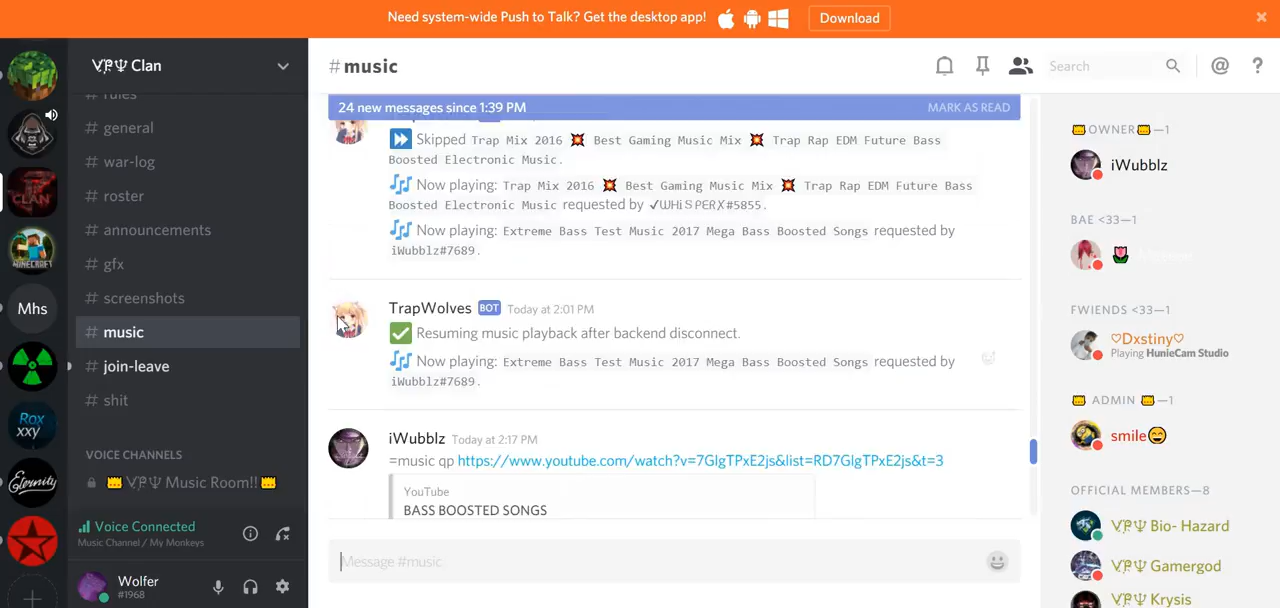 Need system-wide Push to Talk? Get the desktop app! Download
Clan
# rules
# general
# war-log
# roster
# announcements
# gfx
# screenshots
# music
# join-leave
# shit
VOICE CHANNELS
Music Room!!
Voice Connected
Music Channel / My Monkeys
Wolfer
#1968
CLAN
MINECRAFT
Mhs
Rox
xxy
Eternity
#music
Search
@ ?
24 new messages since 1:39 PM MARK AS READ
Skipped Trap Mix 2016 💥 Best Gaming Music Mix 💥 Trap Rap EDM Future Bass
Boosted Electronic Music.
Now playing: Trap Mix 2016 💥 Best Gaming Music Mix 💥 Trap Rap EDM Future Bass
Boosted Electronic Music requested by ✓WHiSPERX#5855.
Now playing: Extreme Bass Test Music 2017 Mega Bass Boosted Songs requested by
iWubblz#7689.
TrapWolves BOT Today at 2:01 PM
Resuming music playback after backend disconnect.
Now playing: Extreme Bass Test Music 2017 Mega Bass Boosted Songs requested by
iWubblz#7689.
iWubblz Today at 2:17 PM
=music qp https://www.youtube.com/watch?v=7GlgTPxE2js&list=RD7GlgTPxE2js&t=3
YouTube
BASS BOOSTED SONGS
Message #music
OWNER—1
iWubblz
BAE <33—1
FWIENDS <33—1
♡Dxstiny♡
Playing HunieCam Studio
ADMIN—1
smile😄
OFFICIAL MEMBERS—8
Bio- Hazard
Gamergod
Krysis